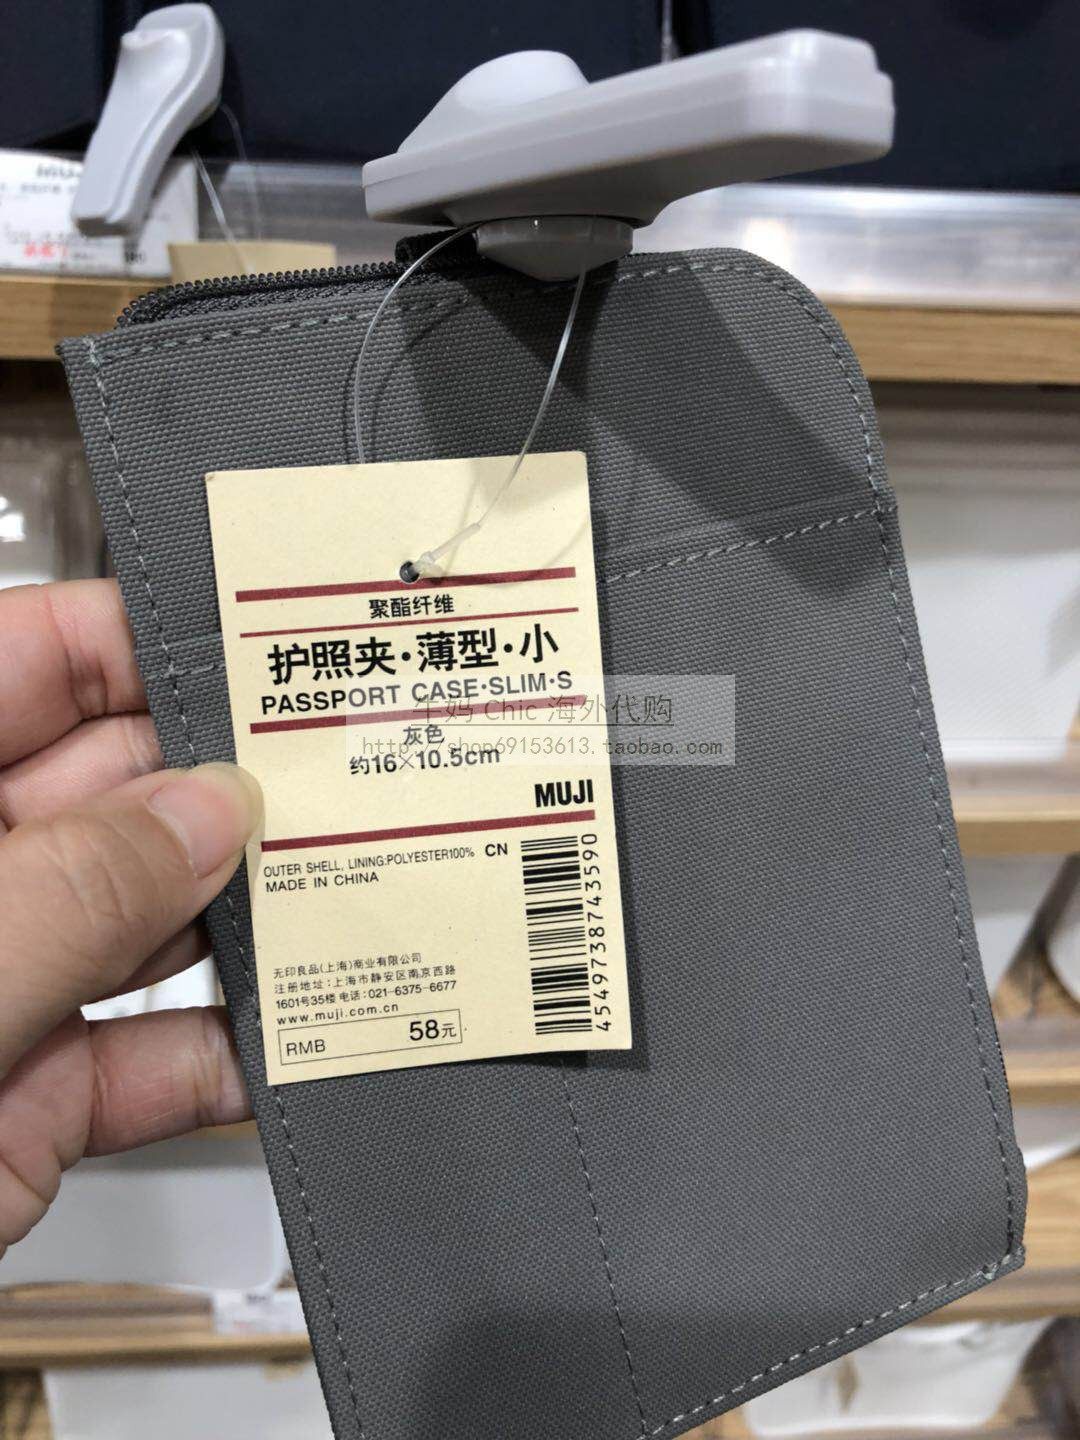 MUJ
聚酯纤维
护照夹·薄型·小
PASSPORT CASE·SLIM·S
牛妈 Chic 海外代购
灰色
http://shop69153613.taobao.com
约16×10.5cm
MUJI
OUTER SHELL, LINING:POLYESTER100% CN
MADE IN CHINA
4549738743590
无印良品(上海)商业有限公司
注册地址:上海市静安区南京西路
1601号35楼 电话:021-6375-6677
www.muji.com.cn
RMB 58元